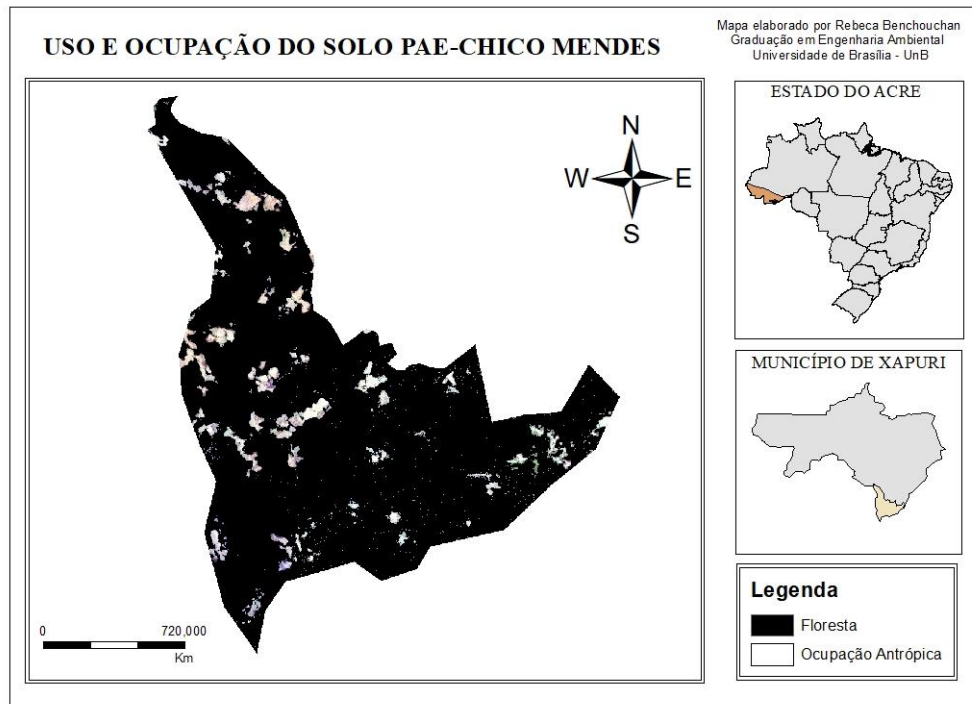 USO E OCUPAÇÃO DO SOLO PAE-CHICO MENDES
Mapa elaborado por Rebeca Benchouchan
Graduação em Engenharia Ambiental
Universidade de Brasília - UnB
N
W E
S
0 720,000
Km
ESTADO DO ACRE
MUNICÍPIO DE XAPURI
Legenda
Floresta
Ocupação Antrópica